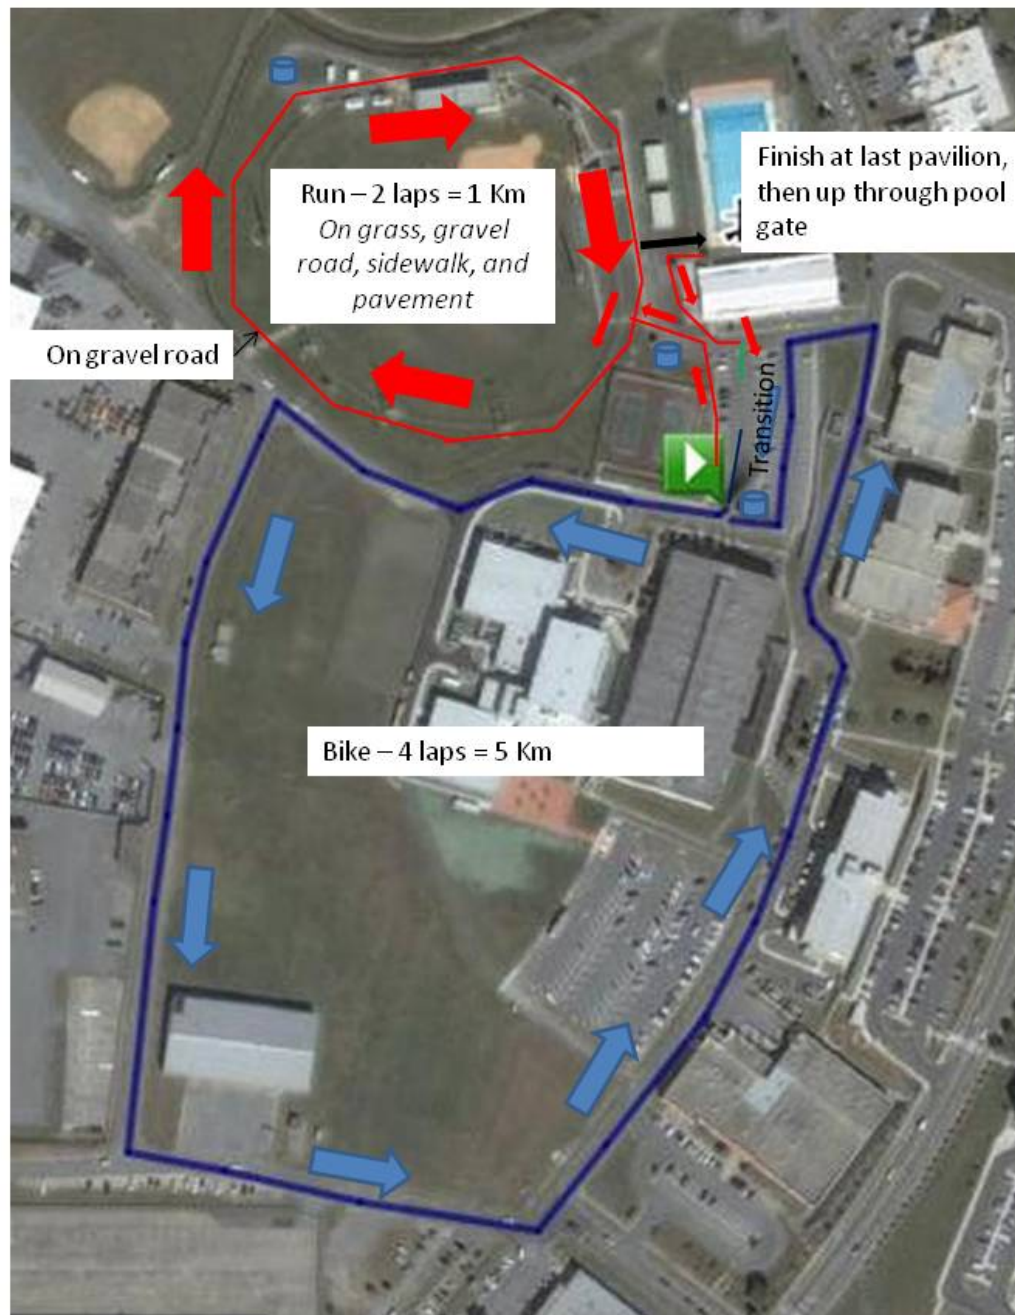 Finish at last pavilion,
then up through pool
gate
Run – 2 laps = 1 Km
On grass, gravel
road, sidewalk, and
pavement
On gravel road
Transition
Bike – 4 laps = 5 Km